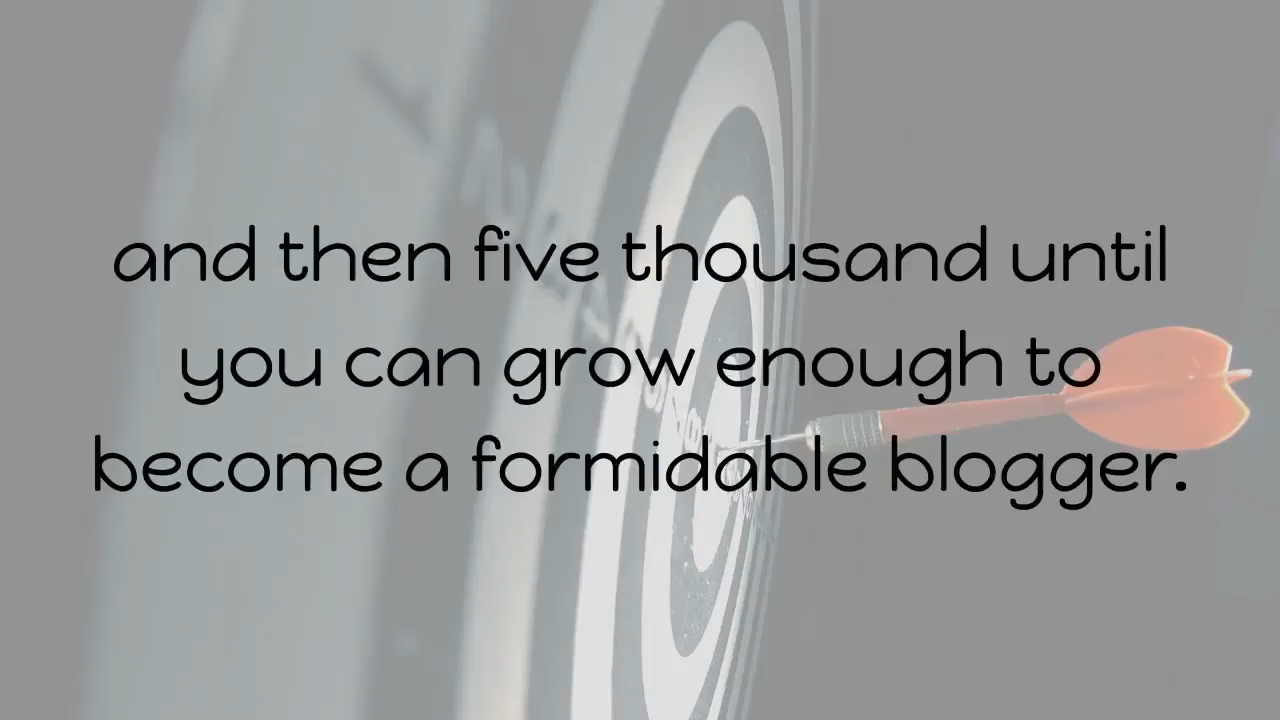 and then five thousand until
you can grow enough to
become a formidable blogger.